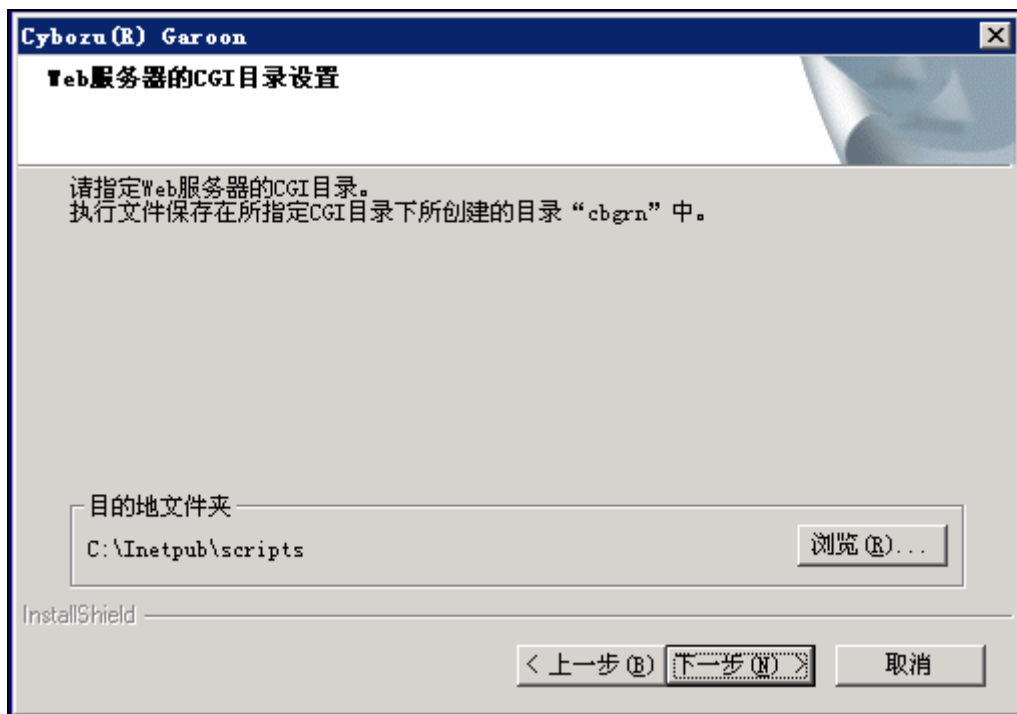 Cybozu(R) Garoon
Web服务器的CGI目录设置
请指定Web服务器的CGI目录。
执行文件保存在所指定CGI目录下所创建的目录“cbgrn”中。
目的地文件夹
C:\Inetpub\scripts
浏览(R)...
InstallShield
< 上一步(B)
下一步(N) >
取消